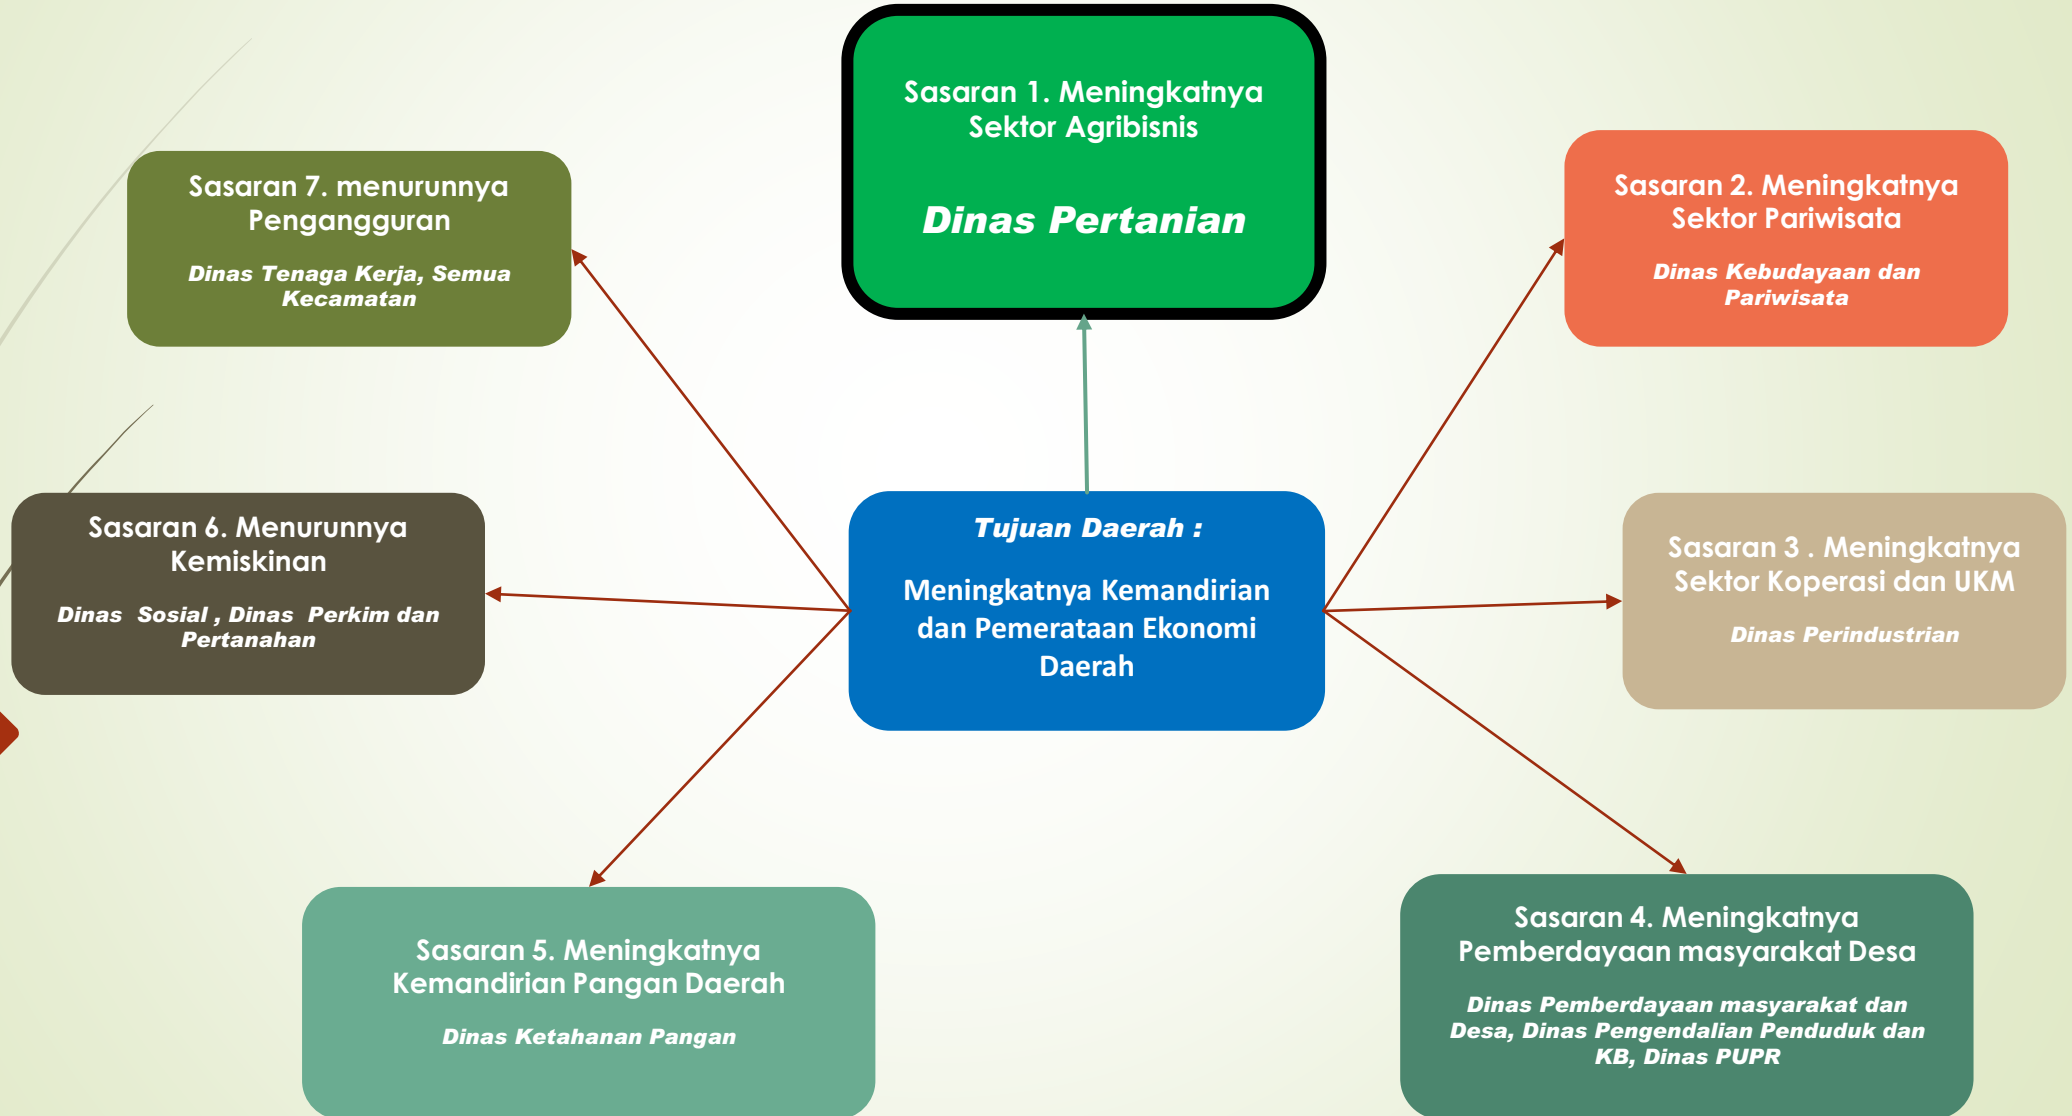 Sasaran 1. Meningkatnya
Sektor Agribisnis
Dinas Pertanian
Sasaran 2. Meningkatnya
Sektor Pariwisata
Dinas Kebudayaan dan
Pariwisata
Sasaran 3 . Meningkatnya
Sektor Koperasi dan UKM
Dinas Perindustrian
Sasaran 4. Meningkatnya
Pemberdayaan masyarakat Desa
Dinas Pemberdayaan masyarakat dan
Desa, Dinas Pengendalian Penduduk dan
KB, Dinas PUPR
Sasaran 5. Meningkatnya
Kemandirian Pangan Daerah
Dinas Ketahanan Pangan
Sasaran 6. Menurunnya
Kemiskinan
Dinas Sosial , Dinas Perkim dan
Pertanahan
Sasaran 7. menurunnya
Pengangguran
Dinas Tenaga Kerja, Semua
Kecamatan
Tujuan Daerah :
Meningkatnya Kemandirian
dan Pemerataan Ekonomi
Daerah